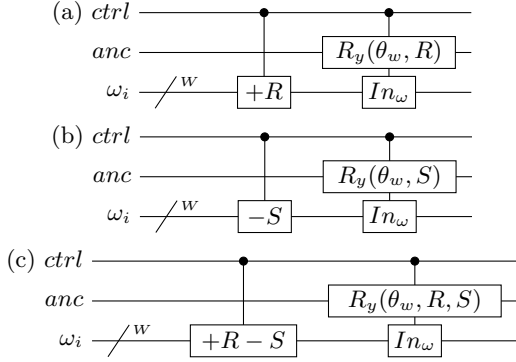 (a) ctrl
anc R_y(θ_w, R)
ω_i W +R In_ω
(b) ctrl
anc R_y(θ_w, S)
ω_i W −S In_ω
(c) ctrl
anc R_y(θ_w, R, S)
ω_i W +R − S In_ω